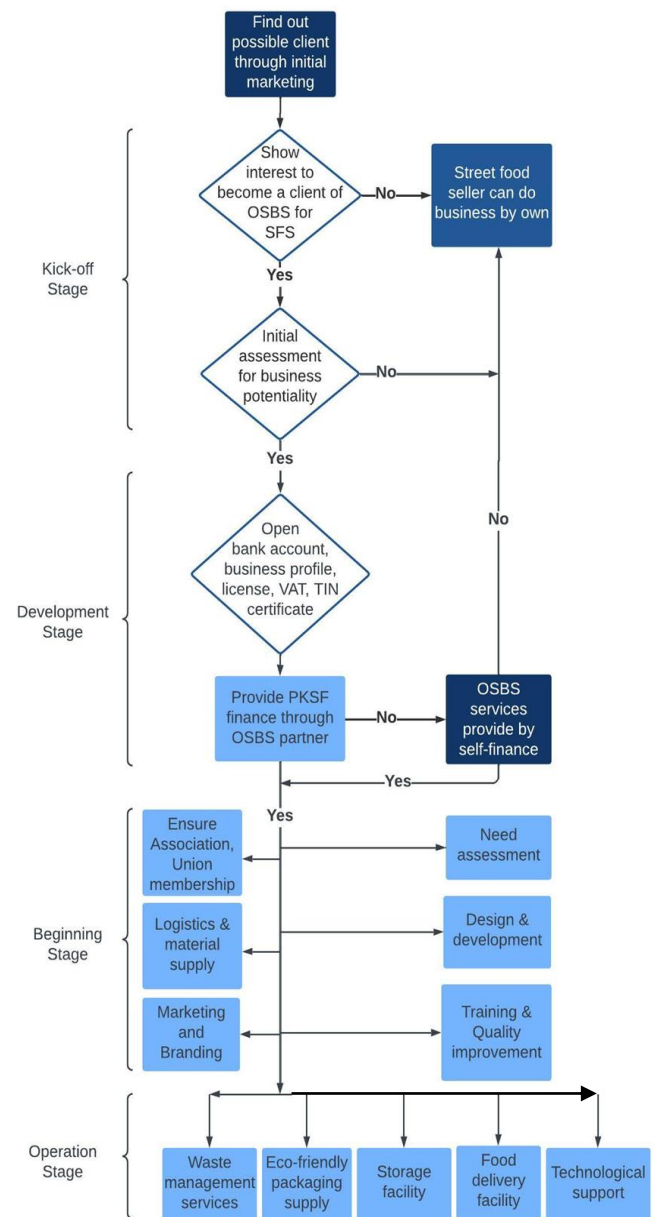 Find out
possible client
through initial
marketing
Show
interest to
become a client of
OSBS for
SFS
No
Street food
seller can do
business by own
Kick-off
Stage
Yes
Initial
assessment
for business
potentiality
No
Yes
No
Open
bank account,
business profile,
license, VAT, TIN
certificate
Development
Stage
Provide PKSF
finance through
OSBS partner
No
OSBS
services
provide by
self-finance
Yes
Yes
Ensure
Association,
Union
membership
Need
assessment
Beginning
Stage
Logistics &
material
supply
Design &
development
Marketing
and
Branding
Training &
Quality
improvement
Operation
Stage
Waste
management
services
Eco-friendly
packaging
supply
Storage
facility
Food
delivery
facility
Technological
support